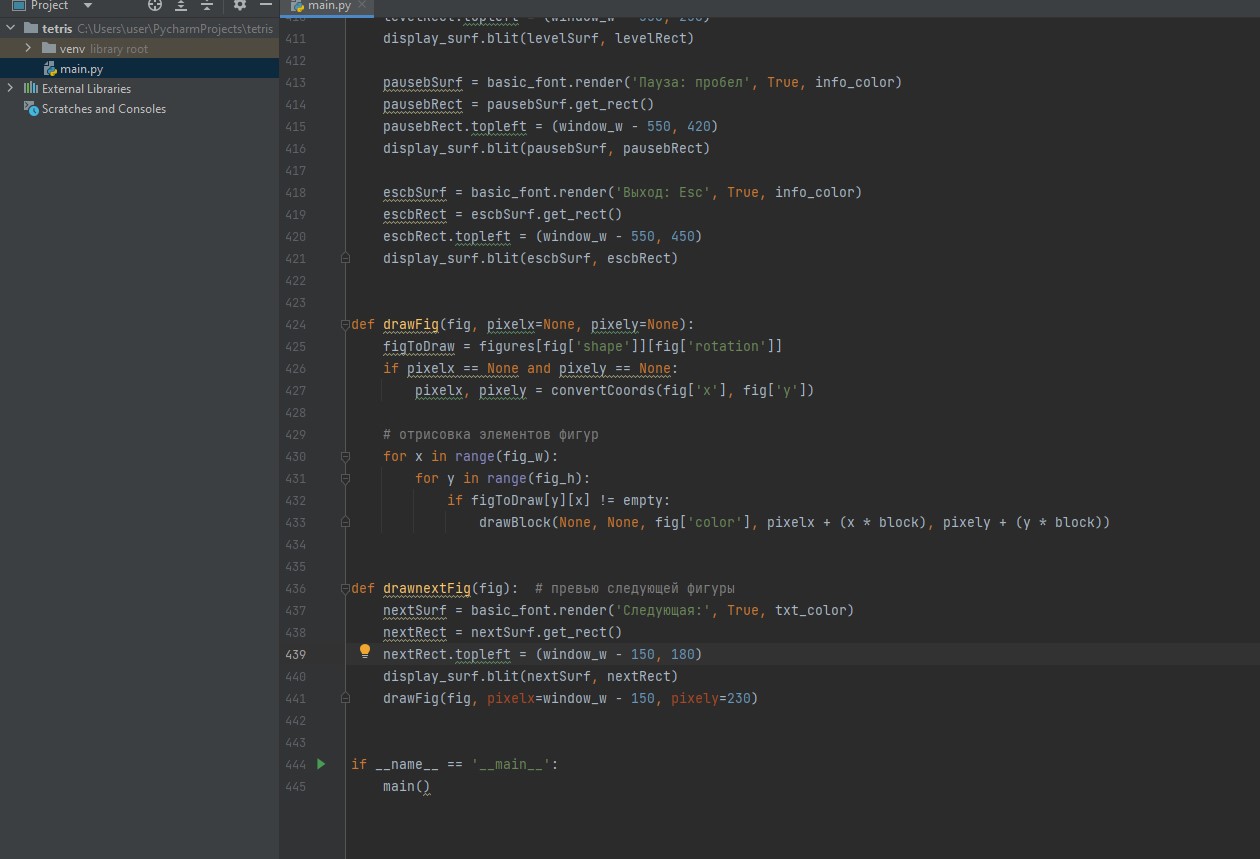 Project
main.py
tetris C:\Users\user\PycharmProjects\tetris
venv library root
main.py
External Libraries
Scratches and Consoles
411 display_surf.blit(levelSurf, levelRect)
412
413 pausebSurf = basic_font.render('Пауза: пробел', True, info_color)
414 pausebRect = pausebSurf.get_rect()
415 pausebRect.topleft = (window_w - 550, 420)
416 display_surf.blit(pausebSurf, pausebRect)
417
418 escbSurf = basic_font.render('Выход: Esc', True, info_color)
419 escbRect = escbSurf.get_rect()
420 escbRect.topleft = (window_w - 550, 450)
421 display_surf.blit(escbSurf, escbRect)
422
423
424 def drawFig(fig, pixelx=None, pixely=None):
425 figToDraw = figures[fig['shape']][fig['rotation']]
426 if pixelx == None and pixely == None:
427 pixelx, pixely = convertCoords(fig['x'], fig['y'])
428
429 # отрисовка элементов фигур
430 for x in range(fig_w):
431 for y in range(fig_h):
432 if figToDraw[y][x] != empty:
433 drawBlock(None, None, fig['color'], pixelx + (x * block), pixely + (y * block))
434
435
436 def drawnextFig(fig):  # превью следующей фигуры
437 nextSurf = basic_font.render('Следующая:', True, txt_color)
438 nextRect = nextSurf.get_rect()
439 nextRect.topleft = (window_w - 150, 180)
440 display_surf.blit(nextSurf, nextRect)
441 drawFig(fig, pixelx=window_w - 150, pixely=230)
442
443
444 if __name__ == '__main__':
445 main()